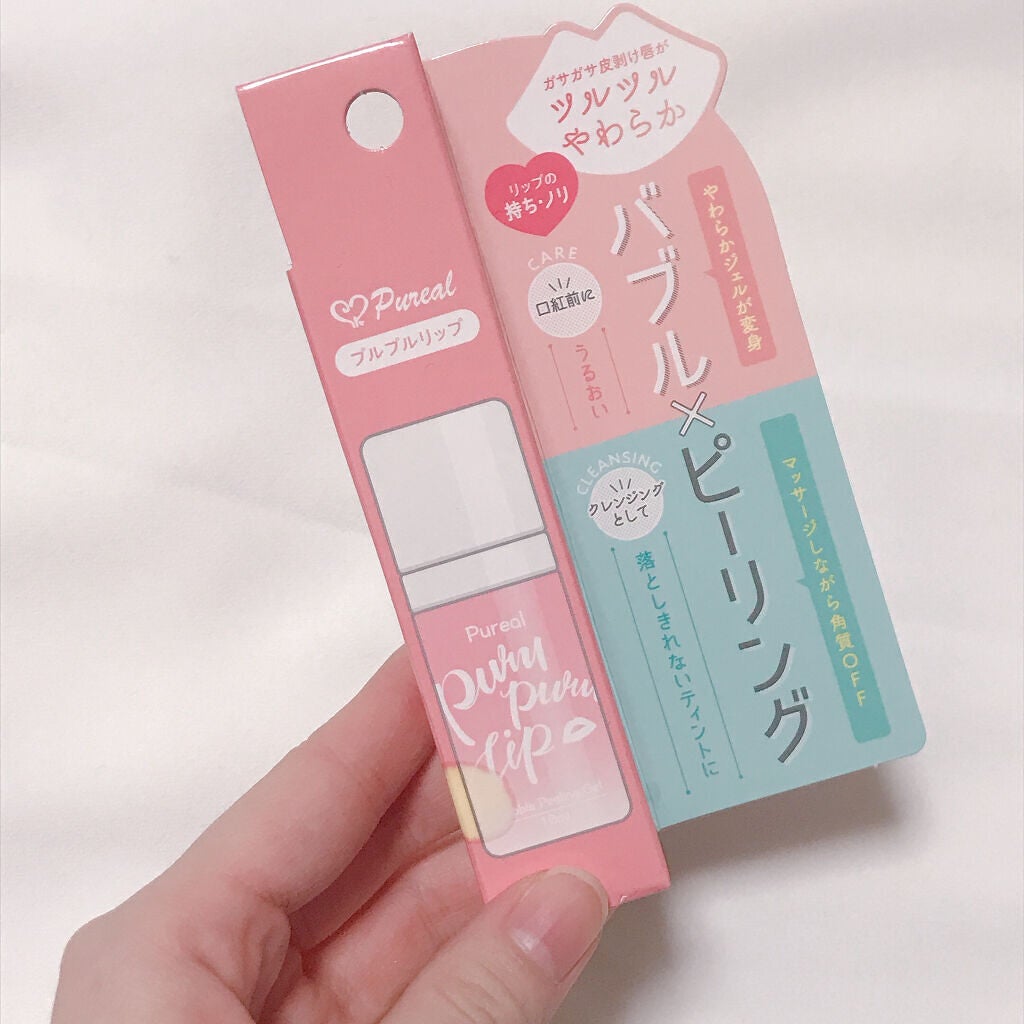 ガサガサ皮剥け唇が
ツルツル
やわらか
リップの
持ち・ノリ
CARE
口紅前に
うるおい
バブル×ピーリング
やわらかジェルが変身
CLEANSING
クレンジング
として
落としきれないティントに
マッサージしながら角質OFF
Pureal
プルプルリップ
Pureal
Puru
puru
Lip
Peeling Gel